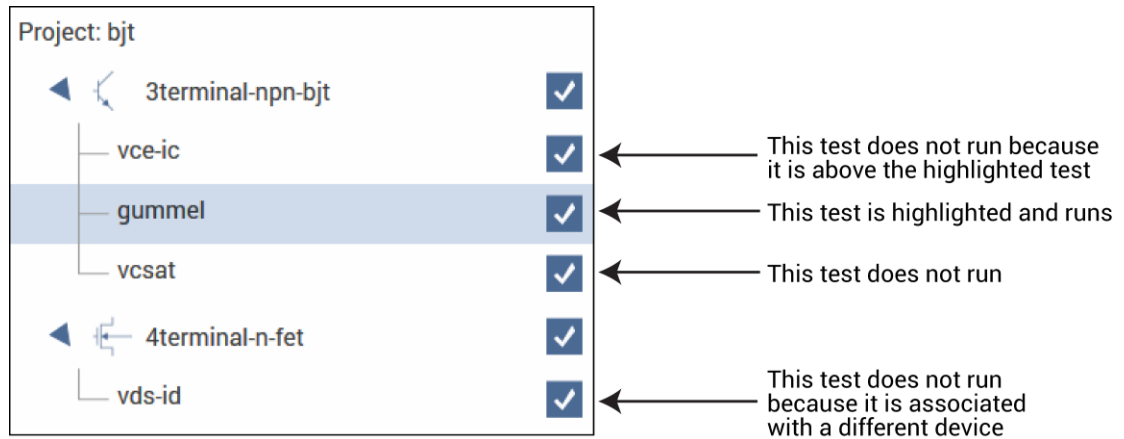 Project: bjt
3terminal-npn-bjt
vce-ic
This test does not run because
it is above the highlighted test
gummel
This test is highlighted and runs
vcsat
This test does not run
4terminal-n-fet
vds-id
This test does not run
because it is associated
with a different device